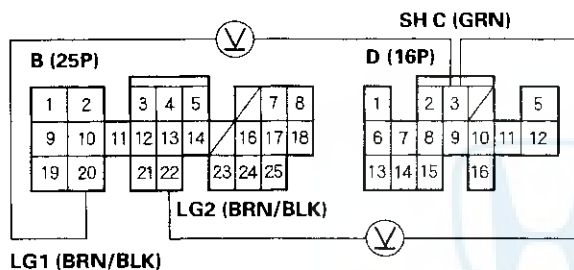 SH C (GRN)
B (25P)
D (16P)
1 2 3 4 5 7 8
9 10 11 12 13 14 16 17 18
19 20 21 22 23 24 25
1 2 3 5
6 7 8 9 10 11 12
13 14 15 16
LG2 (BRN/BLK)
LG1 (BRN/BLK)
V
V